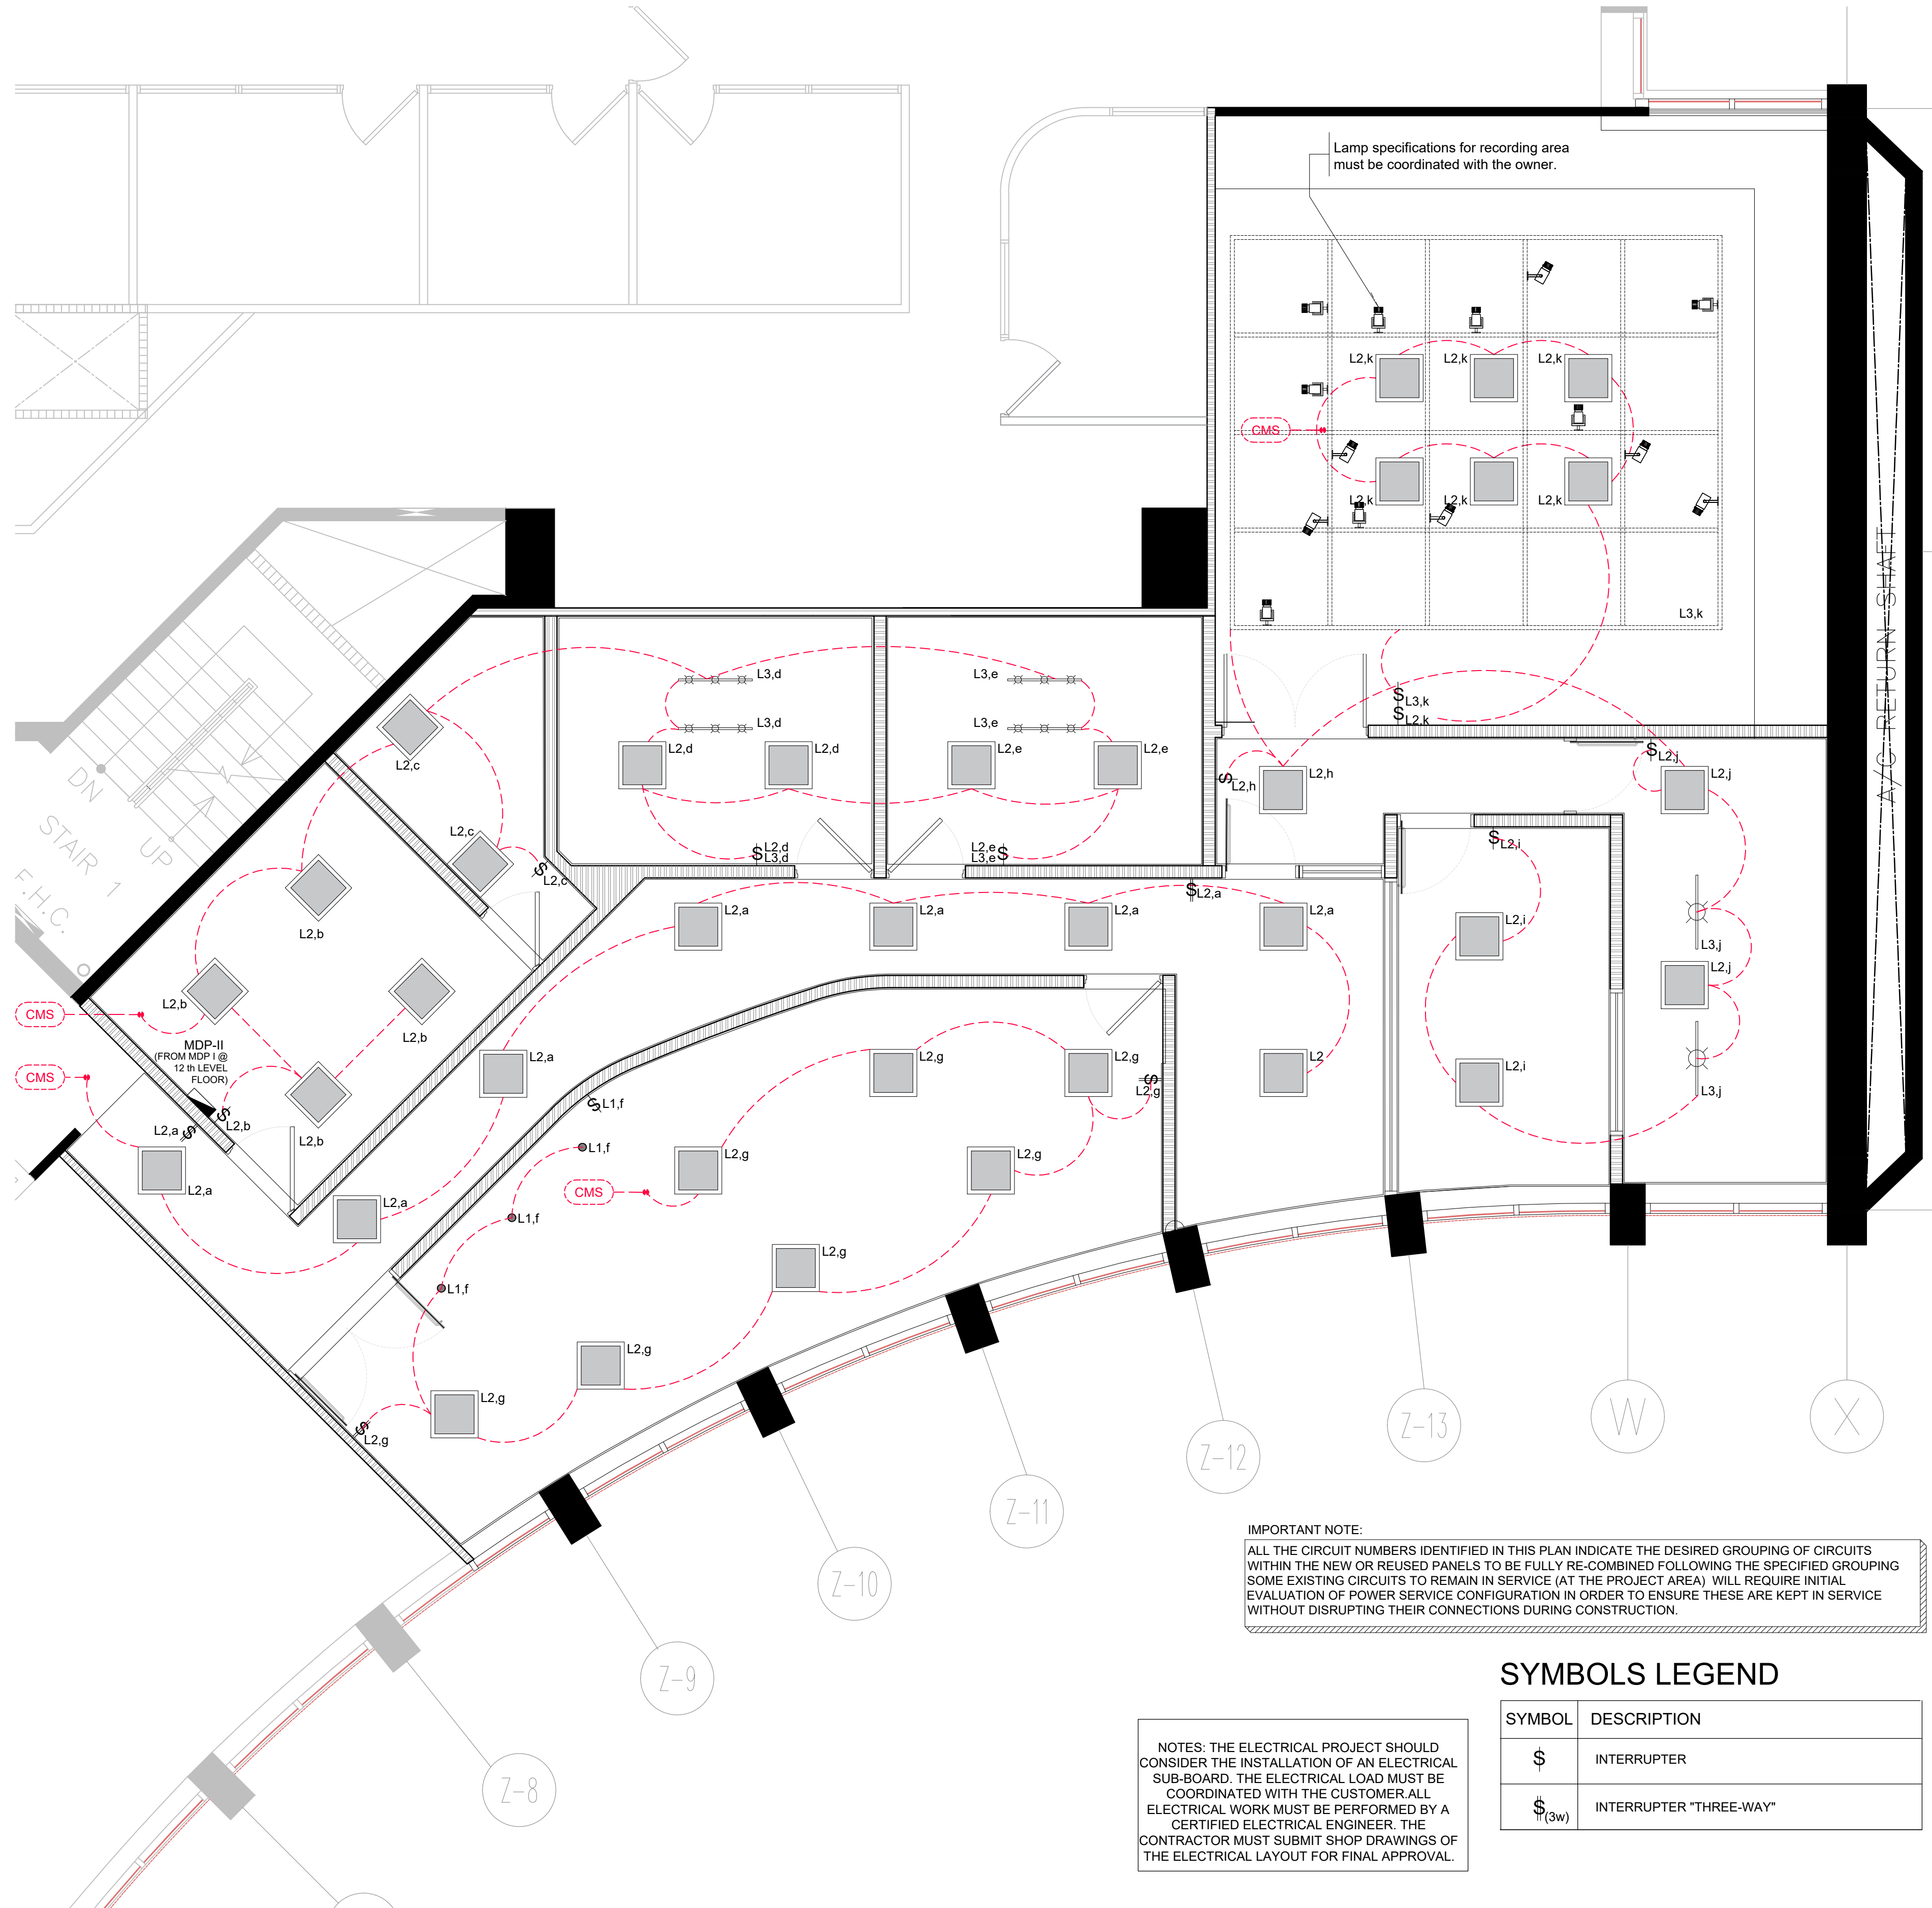 Lamp specifications for recording area
must be coordinated with the owner.
L2,k L2,k L2,k
CMS
L2,k L2,k L2,k
L3,k
A/C RETURN SHAFT
L3,k
L2,k
L3,d L3,e
L3,d L3,e
L2,c
L2,d L2,d L2,e L2,e
L2,h
L2,h
L2,j
L2,j
DN
UP
STAIR 1
F.H.C.
L2,c
L2,c
L2,d
L3,d
L2,e
L3,e
L2,i
L2,a
L2,b
L2,a L2,a L2,a L2,a
L2,i
L3,j
L2,j
L2,b
L2,b
CMS
MDP-II
(FROM MDP I @
12 th LEVEL
FLOOR)
CMS
L2,a
L2,g L2,g
L2,g
L2
L2,i
L3,j
L1,f
L2,a
L2,b
L2,b
L1,f
L2,g
L2,g
CMS
L2,a
L2,a
L1,f
L2,g
L1,f
L2,g
L2,g
L2,g
Z-13
W
X
Z-12
Z-11
Z-10
Z-9
Z-8
IMPORTANT NOTE:
ALL THE CIRCUIT NUMBERS IDENTIFIED IN THIS PLAN INDICATE THE DESIRED GROUPING OF CIRCUITS
WITHIN THE NEW OR REUSED PANELS TO BE FULLY RE-COMBINED FOLLOWING THE SPECIFIED GROUPING
SOME EXISTING CIRCUITS TO REMAIN IN SERVICE (AT THE PROJECT AREA) WILL REQUIRE INITIAL
EVALUATION OF POWER SERVICE CONFIGURATION IN ORDER TO ENSURE THESE ARE KEPT IN SERVICE
WITHOUT DISRUPTING THEIR CONNECTIONS DURING CONSTRUCTION.
SYMBOLS LEGEND
SYMBOL DESCRIPTION
$ INTERRUPTER
$(3w) INTERRUPTER "THREE-WAY"
NOTES: THE ELECTRICAL PROJECT SHOULD
CONSIDER THE INSTALLATION OF AN ELECTRICAL
SUB-BOARD. THE ELECTRICAL LOAD MUST BE
COORDINATED WITH THE CUSTOMER.ALL
ELECTRICAL WORK MUST BE PERFORMED BY A
CERTIFIED ELECTRICAL ENGINEER. THE
CONTRACTOR MUST SUBMIT SHOP DRAWINGS OF
THE ELECTRICAL LAYOUT FOR FINAL APPROVAL.